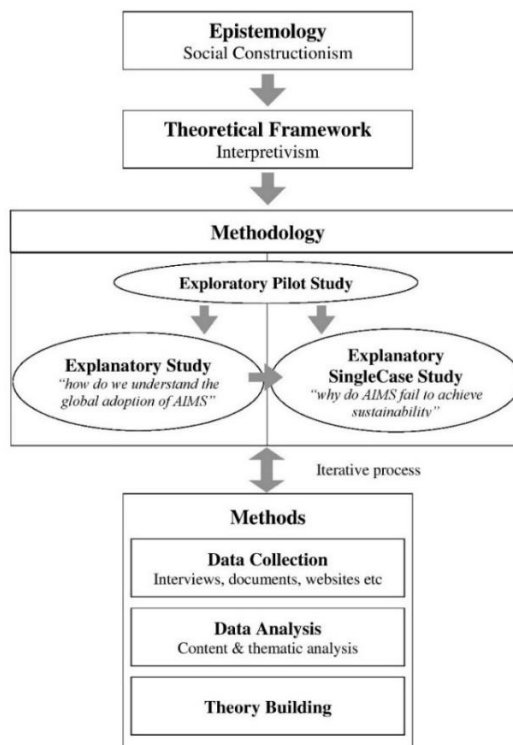 Epistemology
Social Constructionism
Theoretical Framework
Interpretivism
Methodology
Exploratory Pilot Study
Explanatory Study
"how do we understand the
global adoption of AIMS"
Explanatory
SingleCase Study
"why do AIMS fail to achieve
sustainability"
Iterative process
Methods
Data Collection
Interviews, documents, websites etc
Data Analysis
Content & thematic analysis
Theory Building